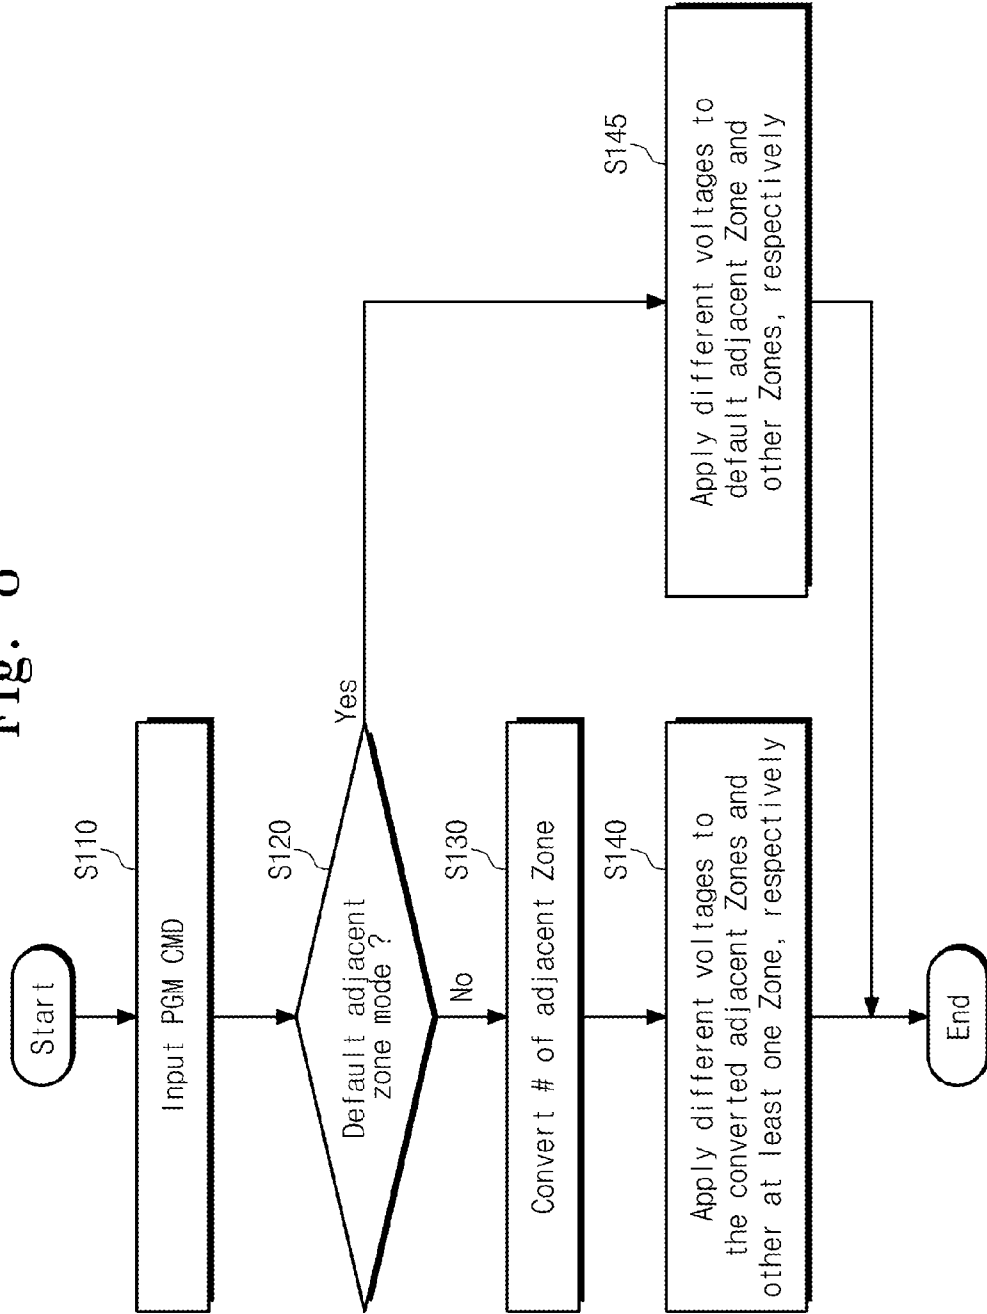 Fig. 8
Start
S110
Input PGM CMD
S120
Default adjacent
zone mode ?
Yes
No
S130
Convert # of adjacent Zone
S140
Apply different voltages to
the converted adjacent Zones and
other at least one Zone, respectively
S145
Apply different voltages to
default adjacent Zone and
other Zones, respectively
End